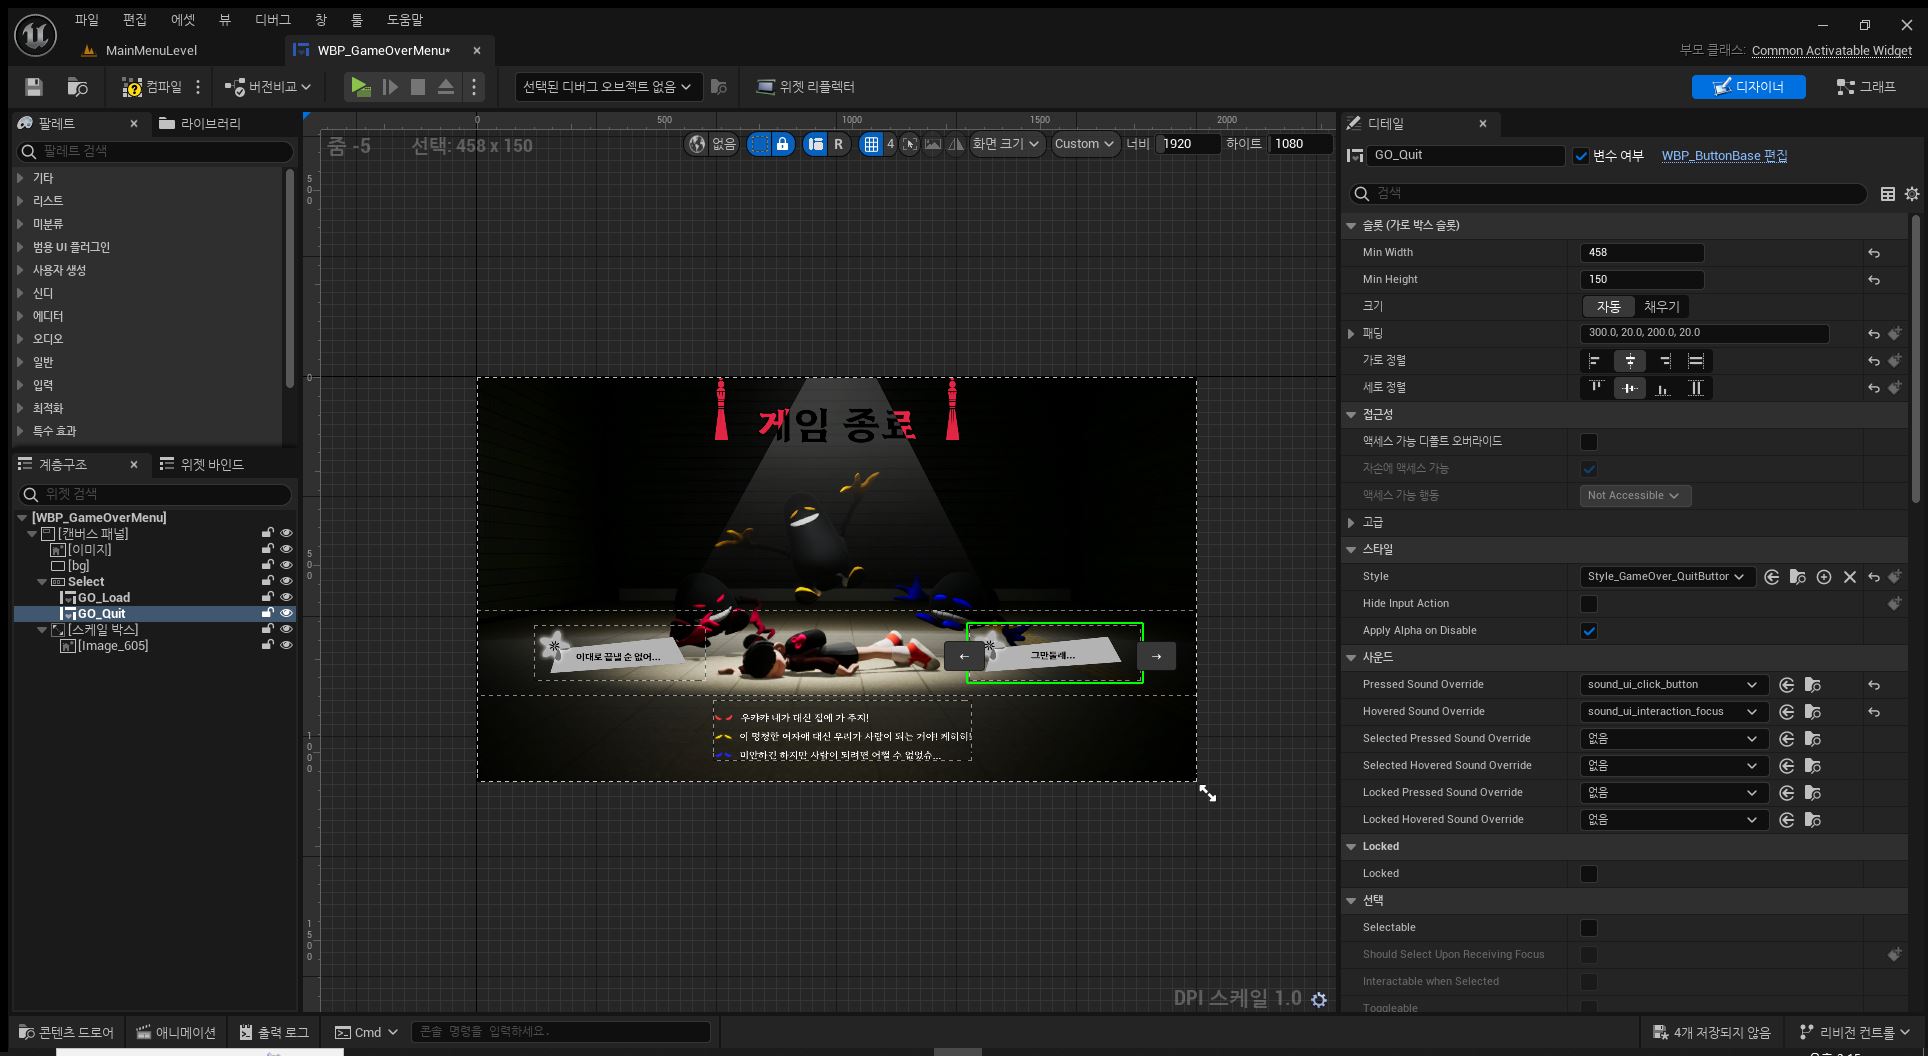 파일 편집 에셋 뷰 디버그 창 툴 도움말
MainMenuLevel
WBP_GameOverMenu*
부모 클래스: Common Activatable Widget
컴파일
버전비교
선택된 디버그 오브젝트 없음
위젯 리플렉터
디자이너
그래프
팔레트
라이브러리
팔레트 검색
기타
리스트
미분류
범용 UI 플러그인
사용자 생성
신디
에디터
오디오
일반
입력
최적화
특수 효과
계층구조
위젯 바인드
위젯 검색
[WBP_GameOverMenu]
[캔버스 패널]
[이미지]
[bg]
Select
GO_Load
GO_Quit
[스케일 박스]
[Image_605]
0 500 1000 1500 2000
줌 -5
선택: 458 x 150
없음
R
4
화면 크기
Custom
너비 1920
하이트 1080
500
0
500
1000
1500
게임 종료
이대로 끝낼 순 없어...
←
그만둘래...
→
우캬캬 내가 대신 집에 가 주지!
이 멍청한 여자애 대신 우리가 사람이 되는 거야! 케히히!
미안하긴 하지만 사람이 되려면 어쩔 수 없었슈...
DPI 스케일 1.0
디테일
GO_Quit
변수 여부
WBP_ButtonBase 편집
검색
슬롯 (가로 박스 슬롯)
Min Width 458
Min Height 150
크기 자동 채우기
패딩 300.0, 20.0, 200.0, 20.0
가로 정렬
세로 정렬
접근성
액세스 가능 디폴트 오버라이드
자손에 액세스 가능
액세스 가능 행동 Not Accessible
고급
스타일
Style Style_GameOver_QuitButtor
Hide Input Action
Apply Alpha on Disable
사운드
Pressed Sound Override sound_ui_click_button
Hovered Sound Override sound_ui_interaction_focus
Selected Pressed Sound Override 없음
Selected Hovered Sound Override 없음
Locked Pressed Sound Override 없음
Locked Hovered Sound Override 없음
Locked
Locked
선택
Selectable
Should Select Upon Receiving Focus
Interactable when Selected
Toggleable
콘텐츠 드로어
애니메이션
출력 로그
Cmd
콘솔 명령을 입력하세요.
4개 저장되지 않음
리비전 컨트롤